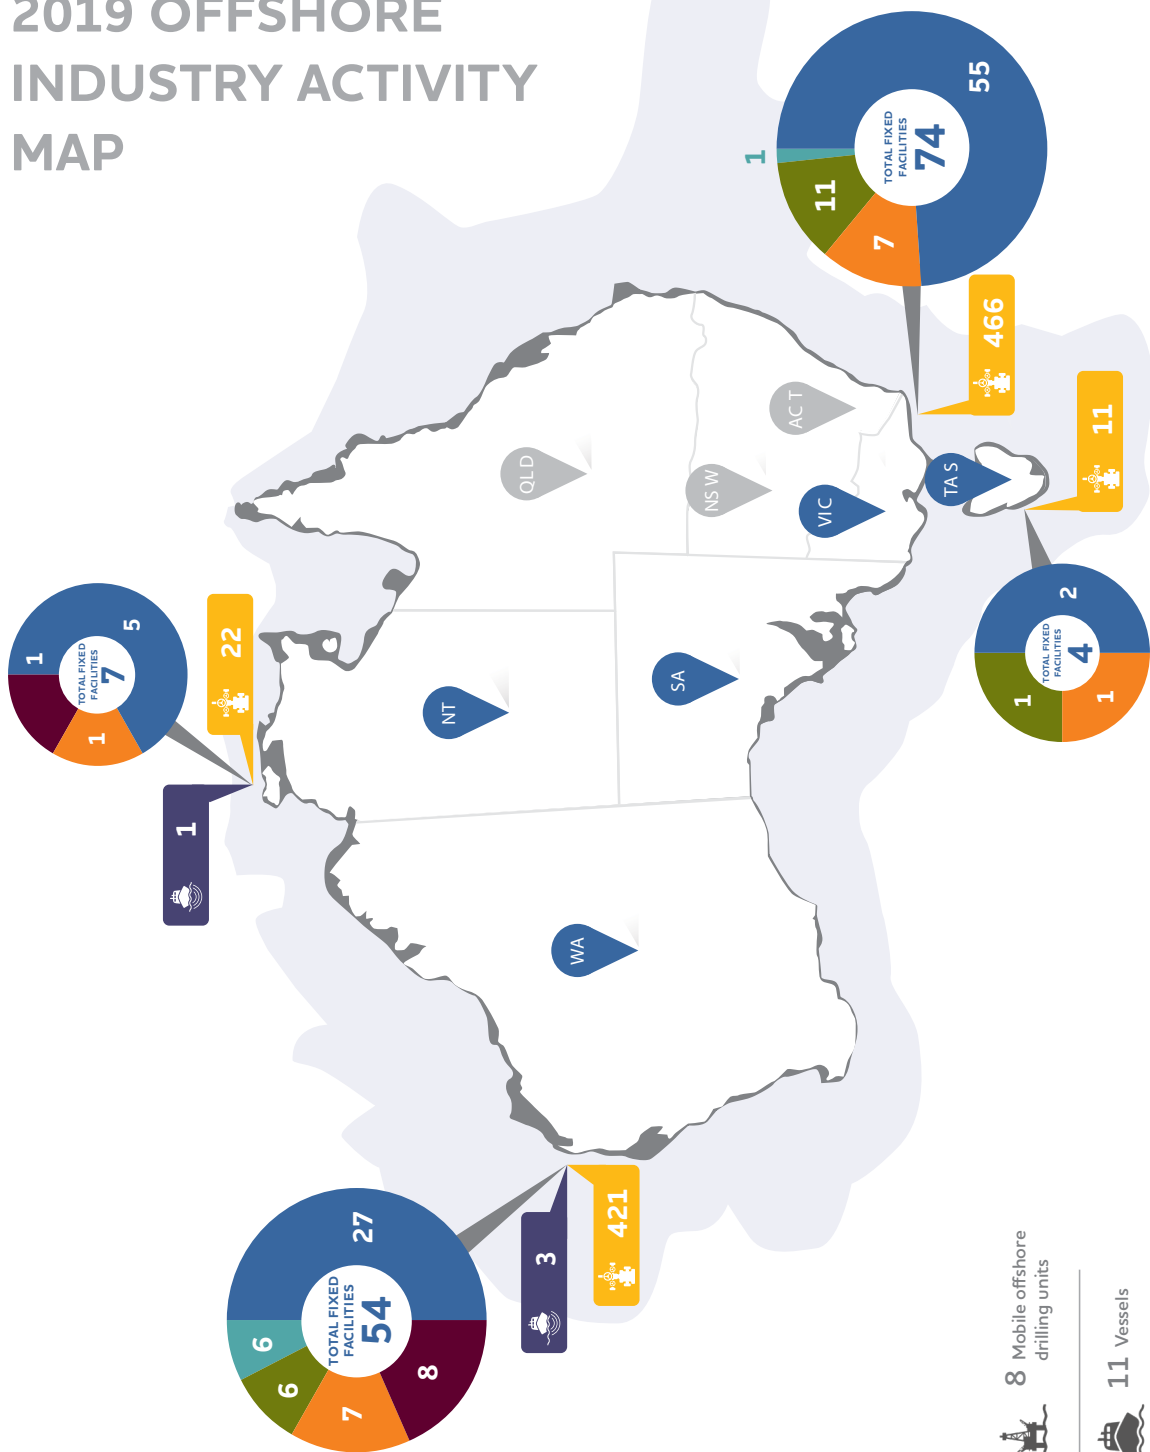 2019 OFFSHORE
INDUSTRY ACTIVITY
MAP
55
1
11
7
TOTAL FIXED
FACILITIES
74
466
11
ACT
QLD
NSW
VIC
TAS
1
5
1
TOTAL FIXED
FACILITIES
7
22
1
NT
SA
2
1
1
TOTAL FIXED
FACILITIES
4
WA
27
6
6
7
8
TOTAL FIXED
FACILITIES
54
3
421
8 Mobile offshore
drilling units
11 Vessels